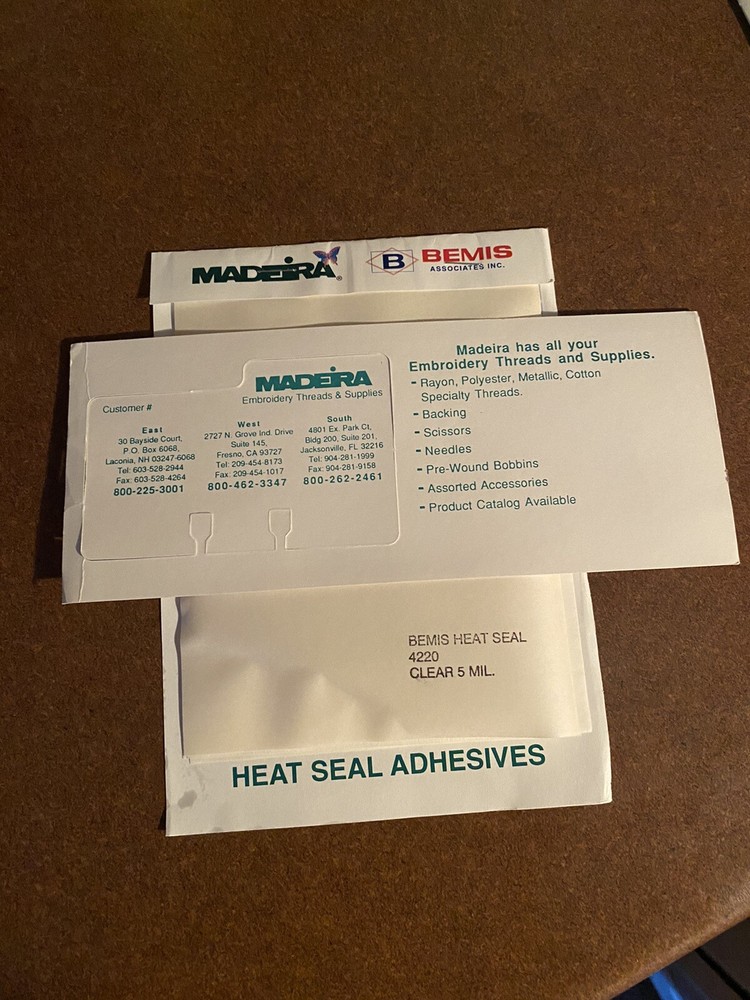 MADEIRA®
B BEMIS
ASSOCIATES INC.
MADEIRA
Embroidery Threads & Supplies
Customer #
East
30 Bayside Court,
P.O. Box 6068,
Laconia, NH 03247-6068
Tel: 603-528-2944
Fax: 603-528-4264
800-225-3001
West
2727 N. Grove Ind. Drive
Suite 145,
Fresno, CA 93727
Tel: 209-454-8173
Fax: 209-454-1017
800-462-3347
South
4801 Ex. Park Ct,
Bldg 200, Suite 201,
Jacksonville, FL 32216
Tel: 904-281-1999
Fax: 904-281-9158
800-262-2461
Madeira has all your
Embroidery Threads and Supplies.
- Rayon, Polyester, Metallic, Cotton
Specialty Threads.
- Backing
- Scissors
- Needles
- Pre-Wound Bobbins
- Assorted Accessories
- Product Catalog Available
BEMIS HEAT SEAL
4220
CLEAR 5 MIL.
HEAT SEAL ADHESIVES